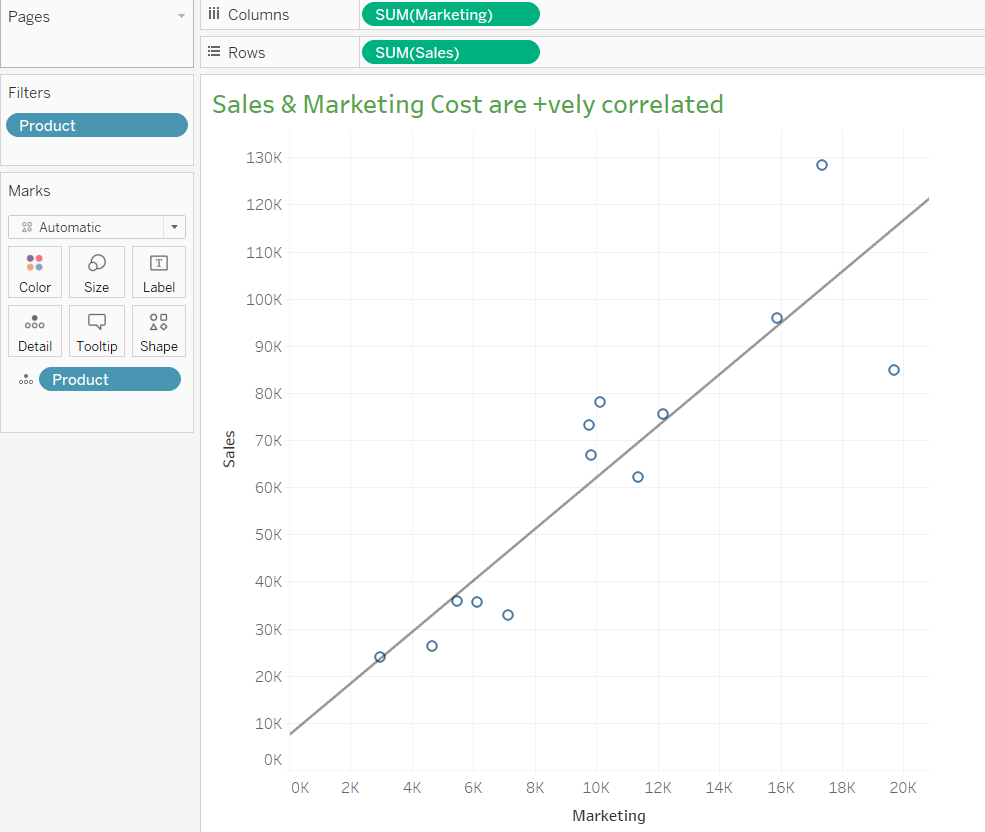 Pages
Columns
SUM(Marketing)
Rows
SUM(Sales)
Filters
Product
Marks
Automatic
Color
Size
Label
Detail
Tooltip
Shape
Product
Sales & Marketing Cost are +vely correlated
130K
120K
110K
100K
90K
80K
70K
60K
50K
40K
30K
20K
10K
0K
Sales
0K 2K 4K 6K 8K 10K 12K 14K 16K 18K 20K
Marketing